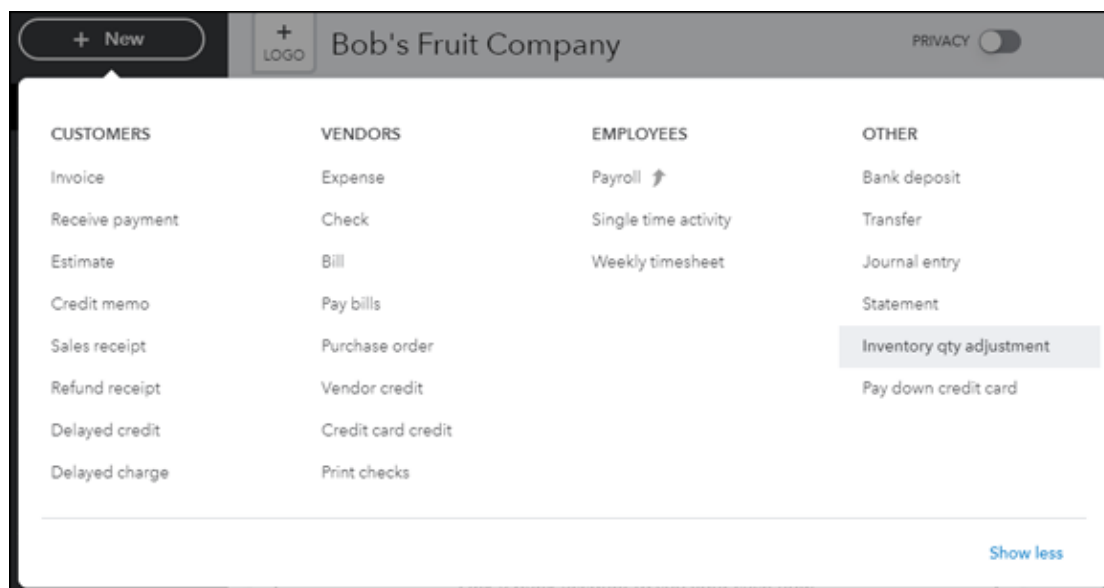 + New
+
LOGO
Bob's Fruit Company
PRIVACY
CUSTOMERS
Invoice
Receive payment
Estimate
Credit memo
Sales receipt
Refund receipt
Delayed credit
Delayed charge
VENDORS
Expense
Check
Bill
Pay bills
Purchase order
Vendor credit
Credit card credit
Print checks
EMPLOYEES
Payroll
Single time activity
Weekly timesheet
OTHER
Bank deposit
Transfer
Journal entry
Statement
Inventory qty adjustment
Pay down credit card
Show less